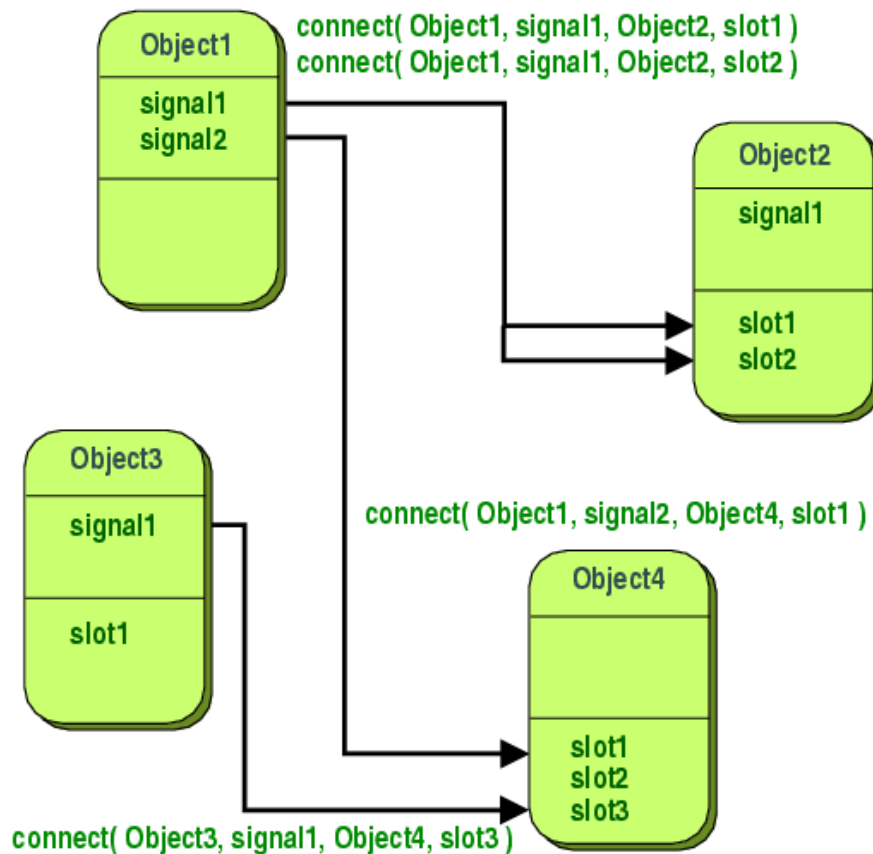 Object1
signal1
signal2
connect( Object1, signal1, Object2, slot1 )
connect( Object1, signal1, Object2, slot2 )
Object2
signal1
slot1
slot2
Object3
signal1
slot1
connect( Object1, signal2, Object4, slot1 )
Object4
slot1
slot2
slot3
connect( Object3, signal1, Object4, slot3 )